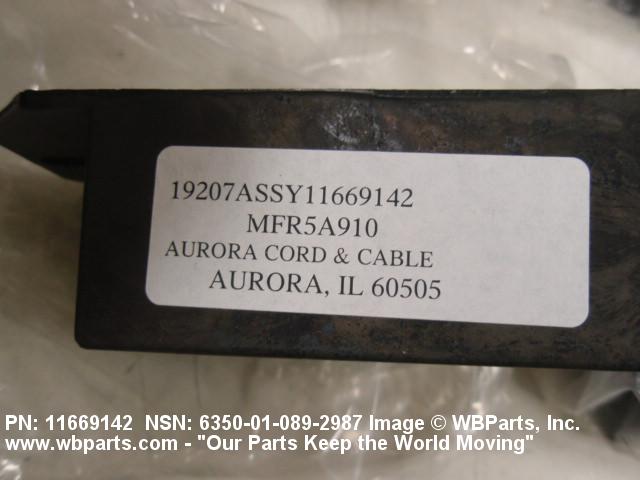 19207ASSY11669142
MFR5A910
AURORA CORD & CABLE
AURORA, IL 60505
PN: 11669142 NSN: 6350-01-089-2987 Image © WBParts, Inc.
www.wbparts.com - "Our Parts Keep the World Moving"